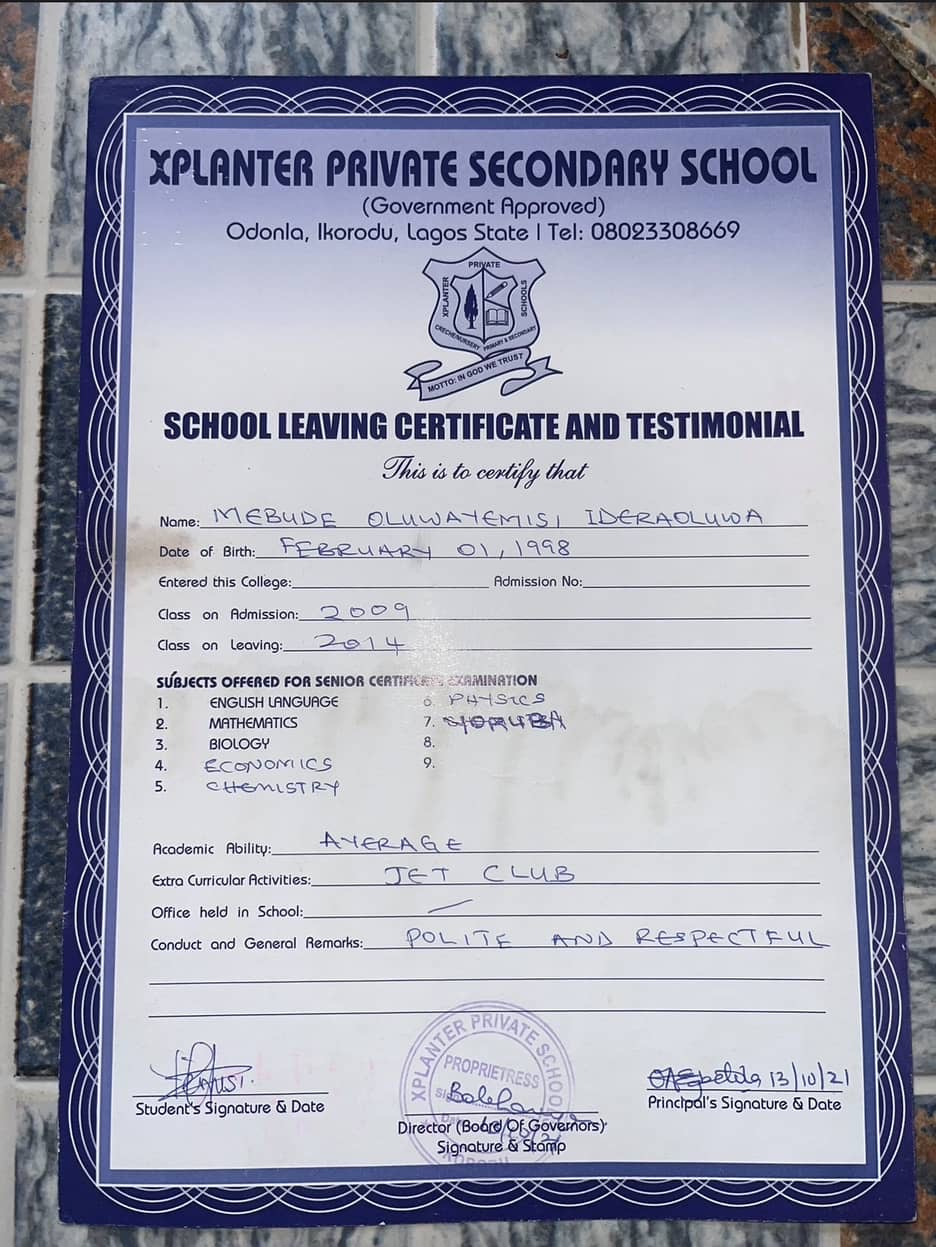 XPLANTER PRIVATE SECONDARY SCHOOL
(Government Approved)
Odonla, Ikorodu, Lagos State | Tel: 08023308669
PRIVATE
XPLANTER
SCHOOLS
CRECHE/NURSERY PRIMARY & SECONDARY
MOTTO: IN GOD WE TRUST
SCHOOL LEAVING CERTIFICATE AND TESTIMONIAL
This is to certify that
Name: MEBUDE OLUWAYEMISI IDERAOLUWA
Date of Birth: FEBRUARY 01, 1998
Entered this College: Admission No:
Class on Admission: 2009
Class on Leaving: 2014
SUBJECTS OFFERED FOR SENIOR CERTIFICATE EXAMINATION
1. ENGLISH LANGUAGE 6. PHYSICS
2. MATHEMATICS 7. YORUBA
3. BIOLOGY 8.
4. ECONOMICS 9.
5. CHEMISTRY
Academic Ability: AVERAGE
Extra Curricular Activities: JET CLUB
Office held in School: —
Conduct and General Remarks: POLITE AND RESPECTFUL
XPLANTER PRIVATE SCHOOL
PROPRIETRESS
13/10/21
Student's Signature & Date
Director (Board Of Governors)
Signature & Stamp
Principal's Signature & Date